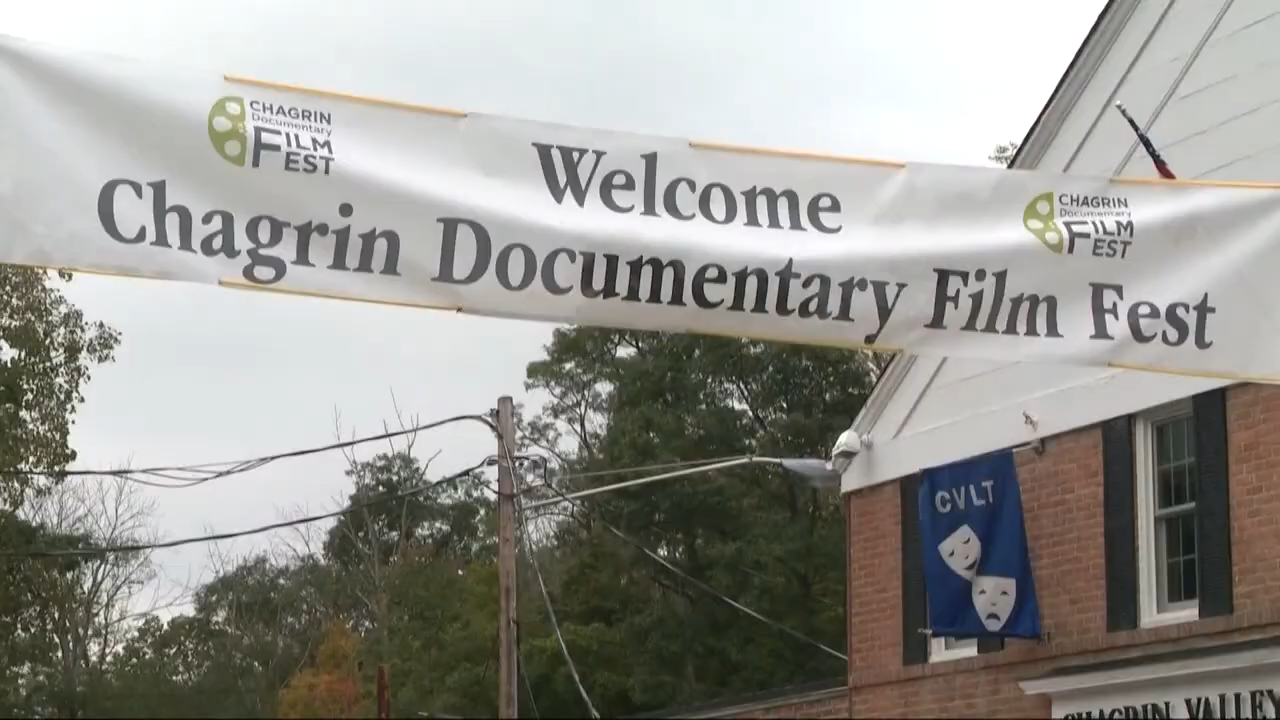 CHAGRIN
Documentary
FILM
FEST
Welcome
Chagrin Documentary Film Fest
CHAGRIN
Documentary
FILM
FEST
CVLT
CHAGRIN VALLEY